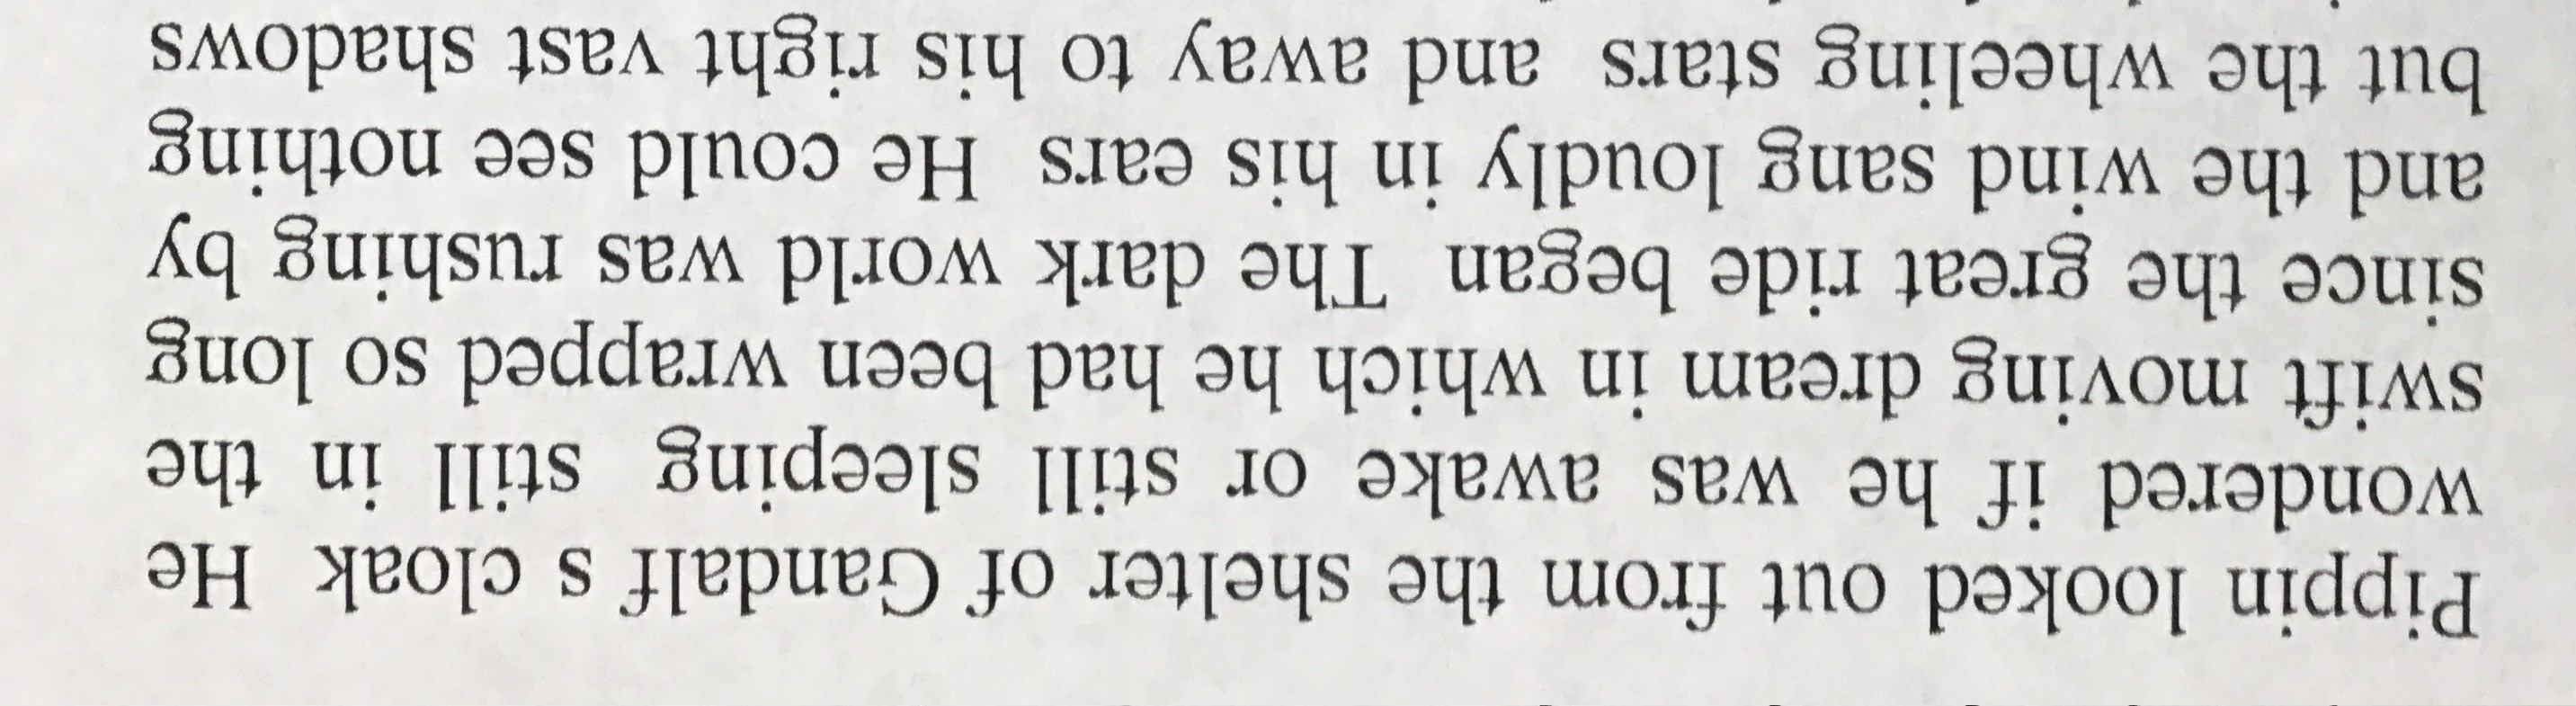 Pippin looked out from the shelter of Gandalf s cloak He
wondered if he was awake or still sleeping still in the
swift moving dream in which he had been wrapped so long
since the great ride began The dark world was rushing by
and the wind sang loudly in his ears He could see nothing
but the wheeling stars and away to his right vast shadows